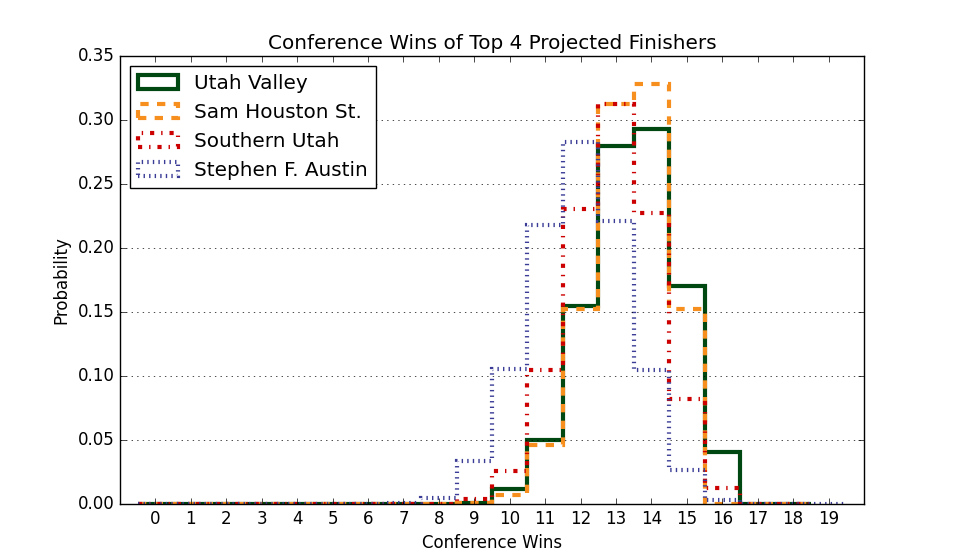 Conference Wins of Top 4 Projected Finishers
0.35
0.30
0.25
0.20
0.15
0.10
0.05
0.00
Probability
Utah Valley
Sam Houston St.
Southern Utah
Stephen F. Austin
0 1 2 3 4 5 6 7 8 9 10 11 12 13 14 15 16 17 18 19
Conference Wins